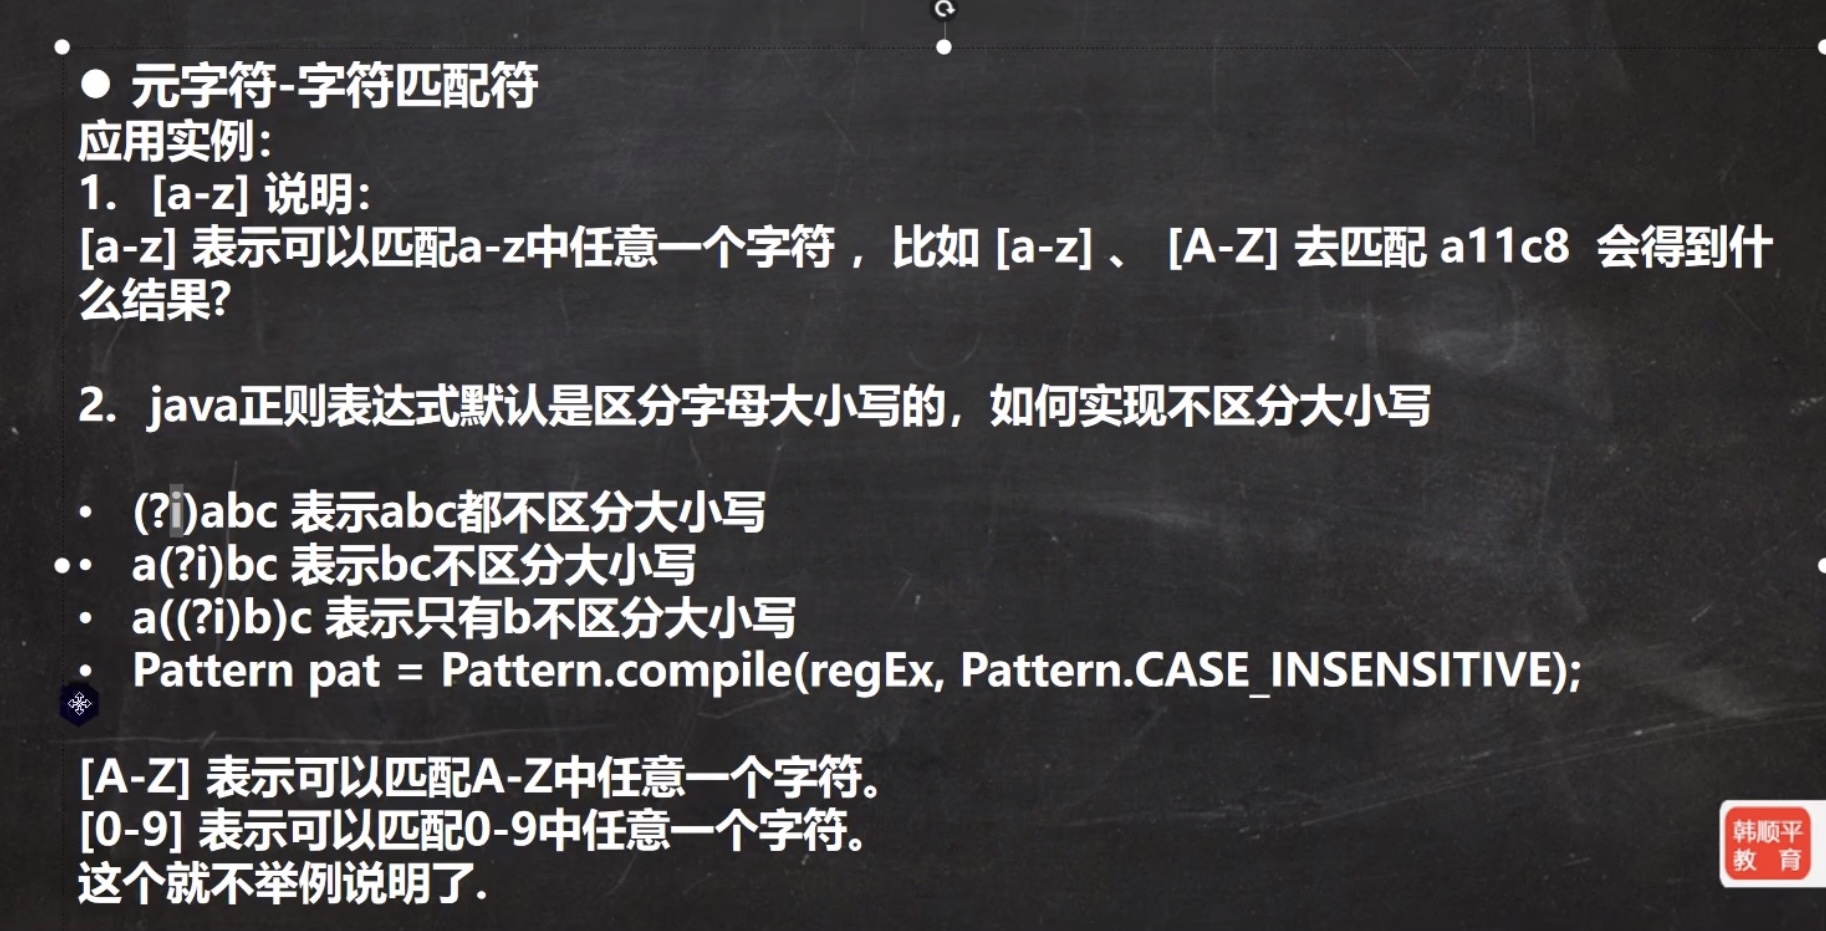 ● 元字符-字符匹配符
应用实例：
1. [a-z] 说明：
[a-z] 表示可以匹配a-z中任意一个字符 ，比如 [a-z] 、 [A-Z] 去匹配 a11c8 会得到什
么结果?
2. java正则表达式默认是区分字母大小写的，如何实现不区分大小写
• (?i)abc 表示abc都不区分大小写
• a(?i)bc 表示bc不区分大小写
• a((?i)b)c 表示只有b不区分大小写
• Pattern pat = Pattern.compile(regEx, Pattern.CASE_INSENSITIVE);
[A-Z] 表示可以匹配A-Z中任意一个字符。
[0-9] 表示可以匹配0-9中任意一个字符。
这个就不举例说明了.
韩顺平
教 育